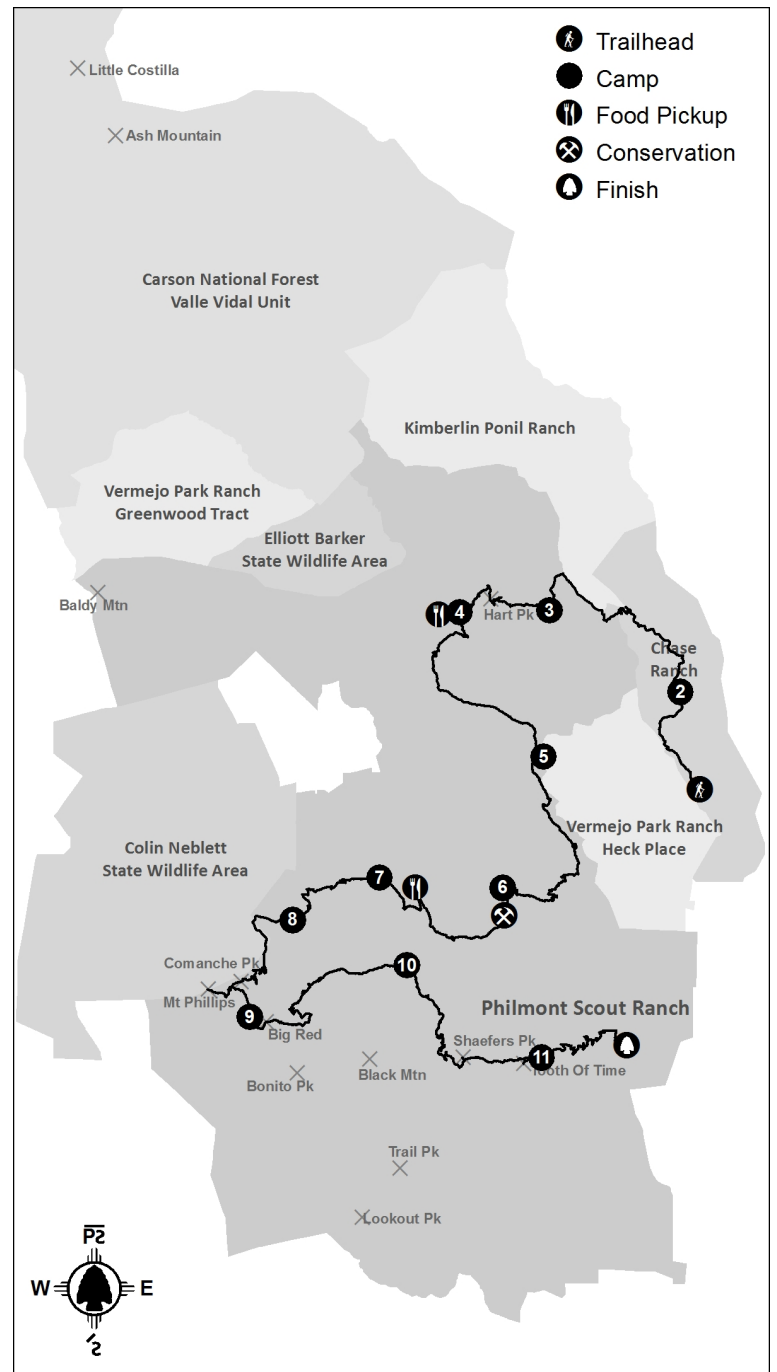 Trailhead
Camp
Food Pickup
Conservation
Finish
Little Costilla
Ash Mountain
Carson National Forest
Valle Vidal Unit
Kimberlin Ponil Ranch
Vermejo Park Ranch
Greenwood Tract
Elliott Barker
State Wildlife Area
Baldy Mtn
4
Hart Pk
3
Chase
Ranch
2
5
Vermejo Park Ranch
Heck Place
Colin Neblett
State Wildlife Area
7
6
8
Comanche Pk
10
Mt Phillips
9
Big Red
Philmont Scout Ranch
Shaefers Pk
11
Tooth Of Time
Black Mtn
Bonito Pk
Trail Pk
Lookout Pk
W
E